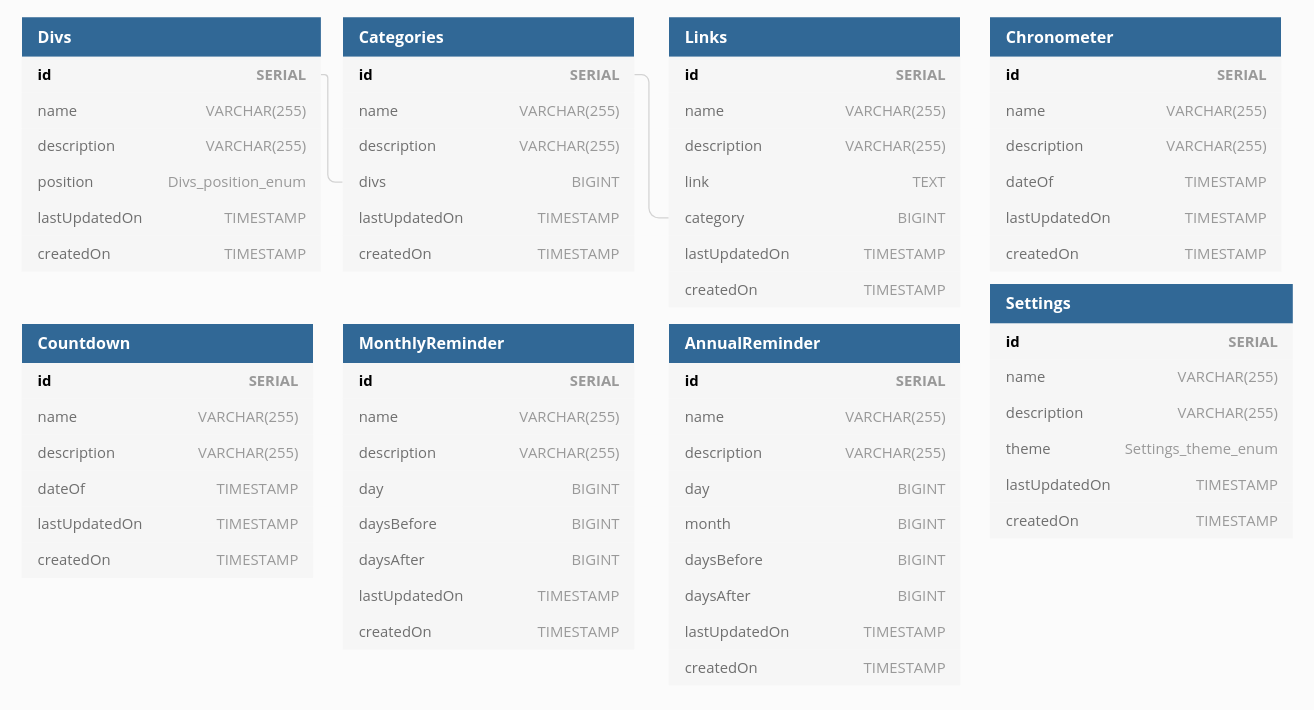 Divs
id SERIAL
name VARCHAR(255)
description VARCHAR(255)
position Divs_position_enum
lastUpdatedOn TIMESTAMP
createdOn TIMESTAMP
Categories
id SERIAL
name VARCHAR(255)
description VARCHAR(255)
divs BIGINT
lastUpdatedOn TIMESTAMP
createdOn TIMESTAMP
Links
id SERIAL
name VARCHAR(255)
description VARCHAR(255)
link TEXT
category BIGINT
lastUpdatedOn TIMESTAMP
createdOn TIMESTAMP
Chronometer
id SERIAL
name VARCHAR(255)
description VARCHAR(255)
dateOf TIMESTAMP
lastUpdatedOn TIMESTAMP
createdOn TIMESTAMP
Countdown
id SERIAL
name VARCHAR(255)
description VARCHAR(255)
dateOf TIMESTAMP
lastUpdatedOn TIMESTAMP
createdOn TIMESTAMP
MonthlyReminder
id SERIAL
name VARCHAR(255)
description VARCHAR(255)
day BIGINT
daysBefore BIGINT
daysAfter BIGINT
lastUpdatedOn TIMESTAMP
createdOn TIMESTAMP
AnnualReminder
id SERIAL
name VARCHAR(255)
description VARCHAR(255)
day BIGINT
month BIGINT
daysBefore BIGINT
daysAfter BIGINT
lastUpdatedOn TIMESTAMP
createdOn TIMESTAMP
Settings
id SERIAL
name VARCHAR(255)
description VARCHAR(255)
theme Settings_theme_enum
lastUpdatedOn TIMESTAMP
createdOn TIMESTAMP